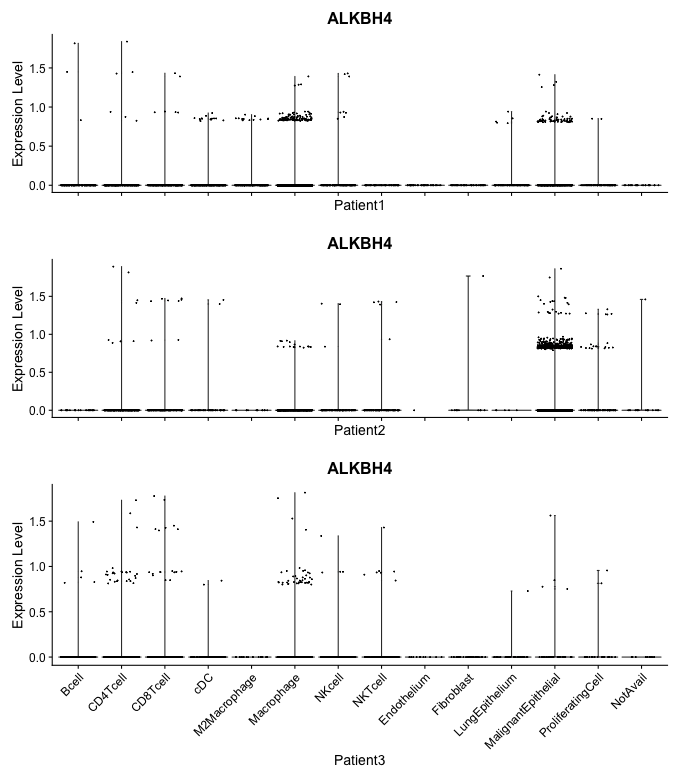 ALKBH4
Expression Level
1.5
1.0
0.5
0.0
Patient1
ALKBH4
Expression Level
1.5
1.0
0.5
0.0
Patient2
ALKBH4
Expression Level
1.5
1.0
0.5
0.0
Bcell
CD4Tcell
CD8Tcell
cDC
M2Macrophage
Macrophage
NKcell
NKTcell
Endothelium
Fibroblast
LungEpithelium
MalignantEpithelial
ProliferatingCell
NotAvail
Patient3